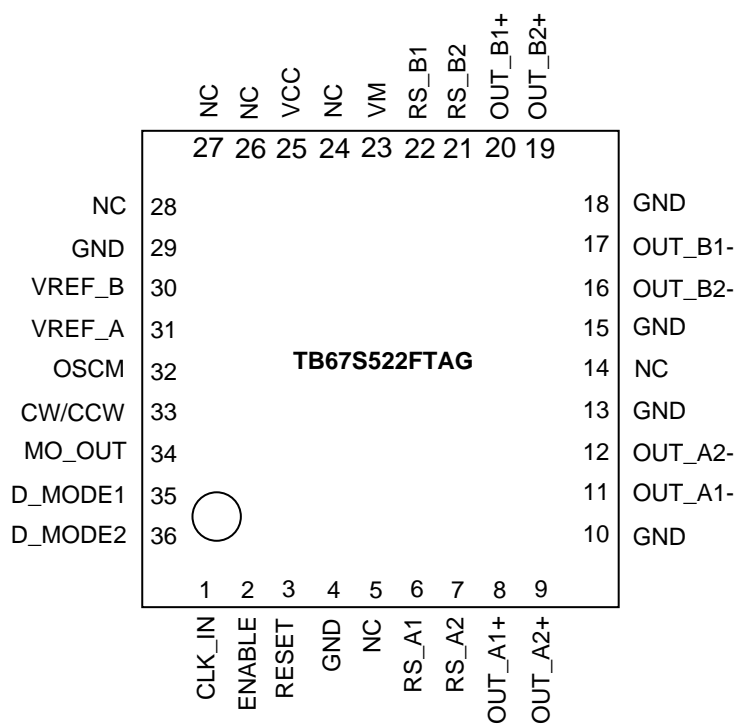 NC NC VCC NC VM RS_B1 RS_B2 OUT_B1+ OUT_B2+
27 26 25 24 23 22 21 20 19
NC 28 18 GND
GND 29 17 OUT_B1-
VREF_B 30 16 OUT_B2-
VREF_A 31 15 GND
TB67S522FTAG
OSCM 32 14 NC
CW/CCW 33 13 GND
MO_OUT 34 12 OUT_A2-
D_MODE1 35 11 OUT_A1-
D_MODE2 36 10 GND
1 2 3 4 5 6 7 8 9
CLK_IN ENABLE RESET GND NC RS_A1 RS_A2 OUT_A1+ OUT_A2+